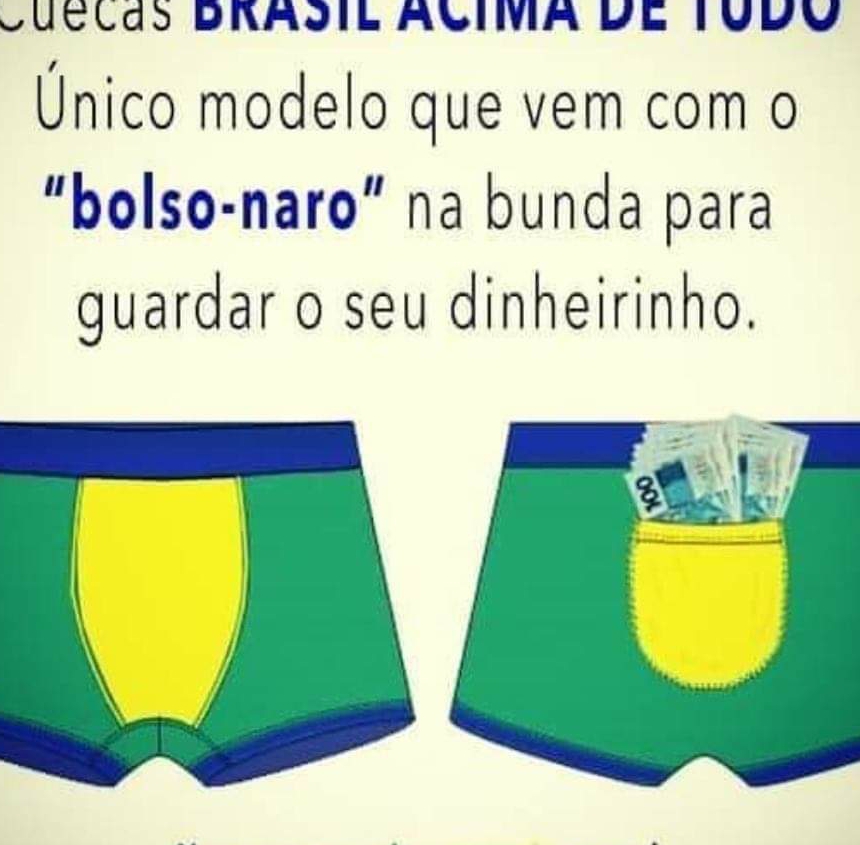 Cuecas BRASIL ACIMA DE TUDO
Único modelo que vem com o
"bolso-naro" na bunda para
guardar o seu dinheirinho.
100